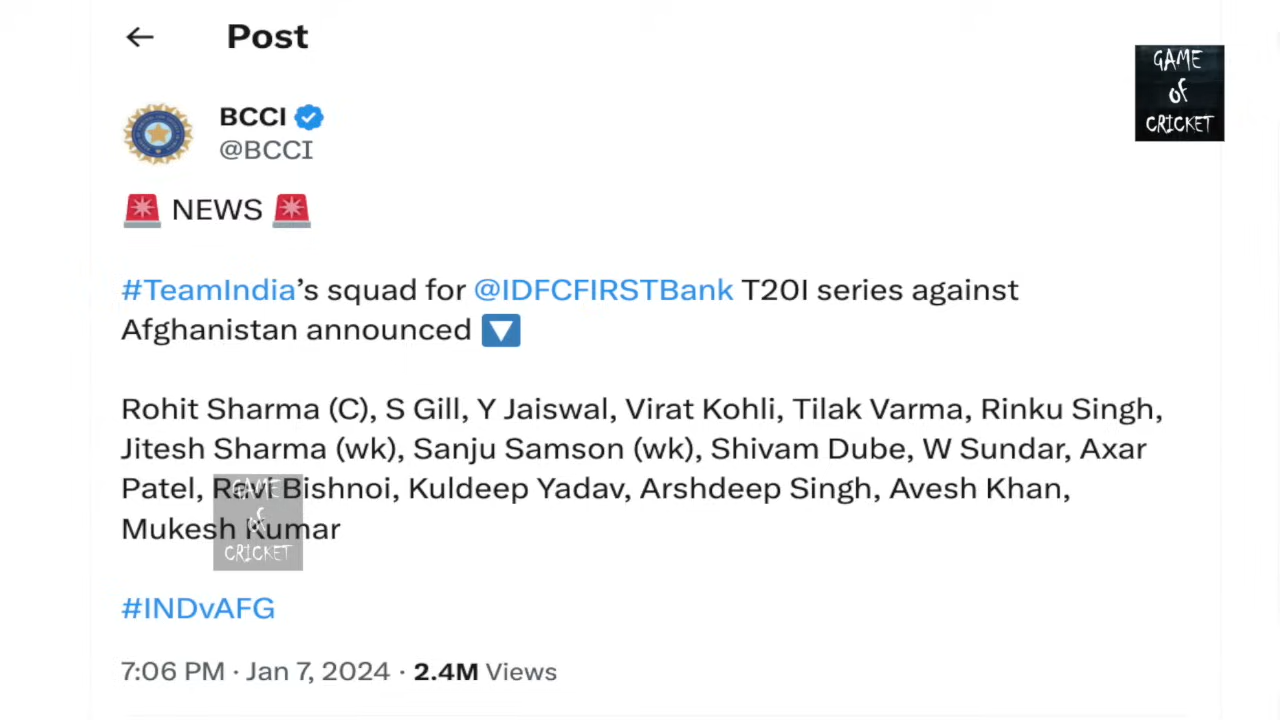 Post
GAME
of
CRICKET
BCCI
@BCCI
🚨 NEWS 🚨
#TeamIndia's squad for @IDFCFIRSTBank T20I series against
Afghanistan announced 🔽
Rohit Sharma (C), S Gill, Y Jaiswal, Virat Kohli, Tilak Varma, Rinku Singh,
Jitesh Sharma (wk), Sanju Samson (wk), Shivam Dube, W Sundar, Axar
Patel, Ravi Bishnoi, Kuldeep Yadav, Arshdeep Singh, Avesh Khan,
Mukesh Kumar
GAME
of
CRICKET
#INDvAFG
7:06 PM · Jan 7, 2024 · 2.4M Views